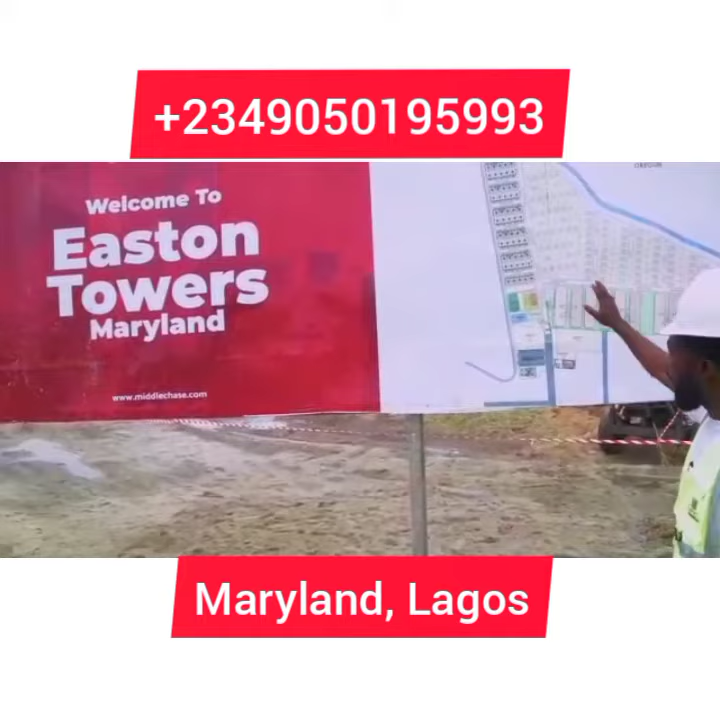 +2349050195993
Welcome To
Easton
Towers
Maryland
www.middlechase.com
Maryland, Lagos